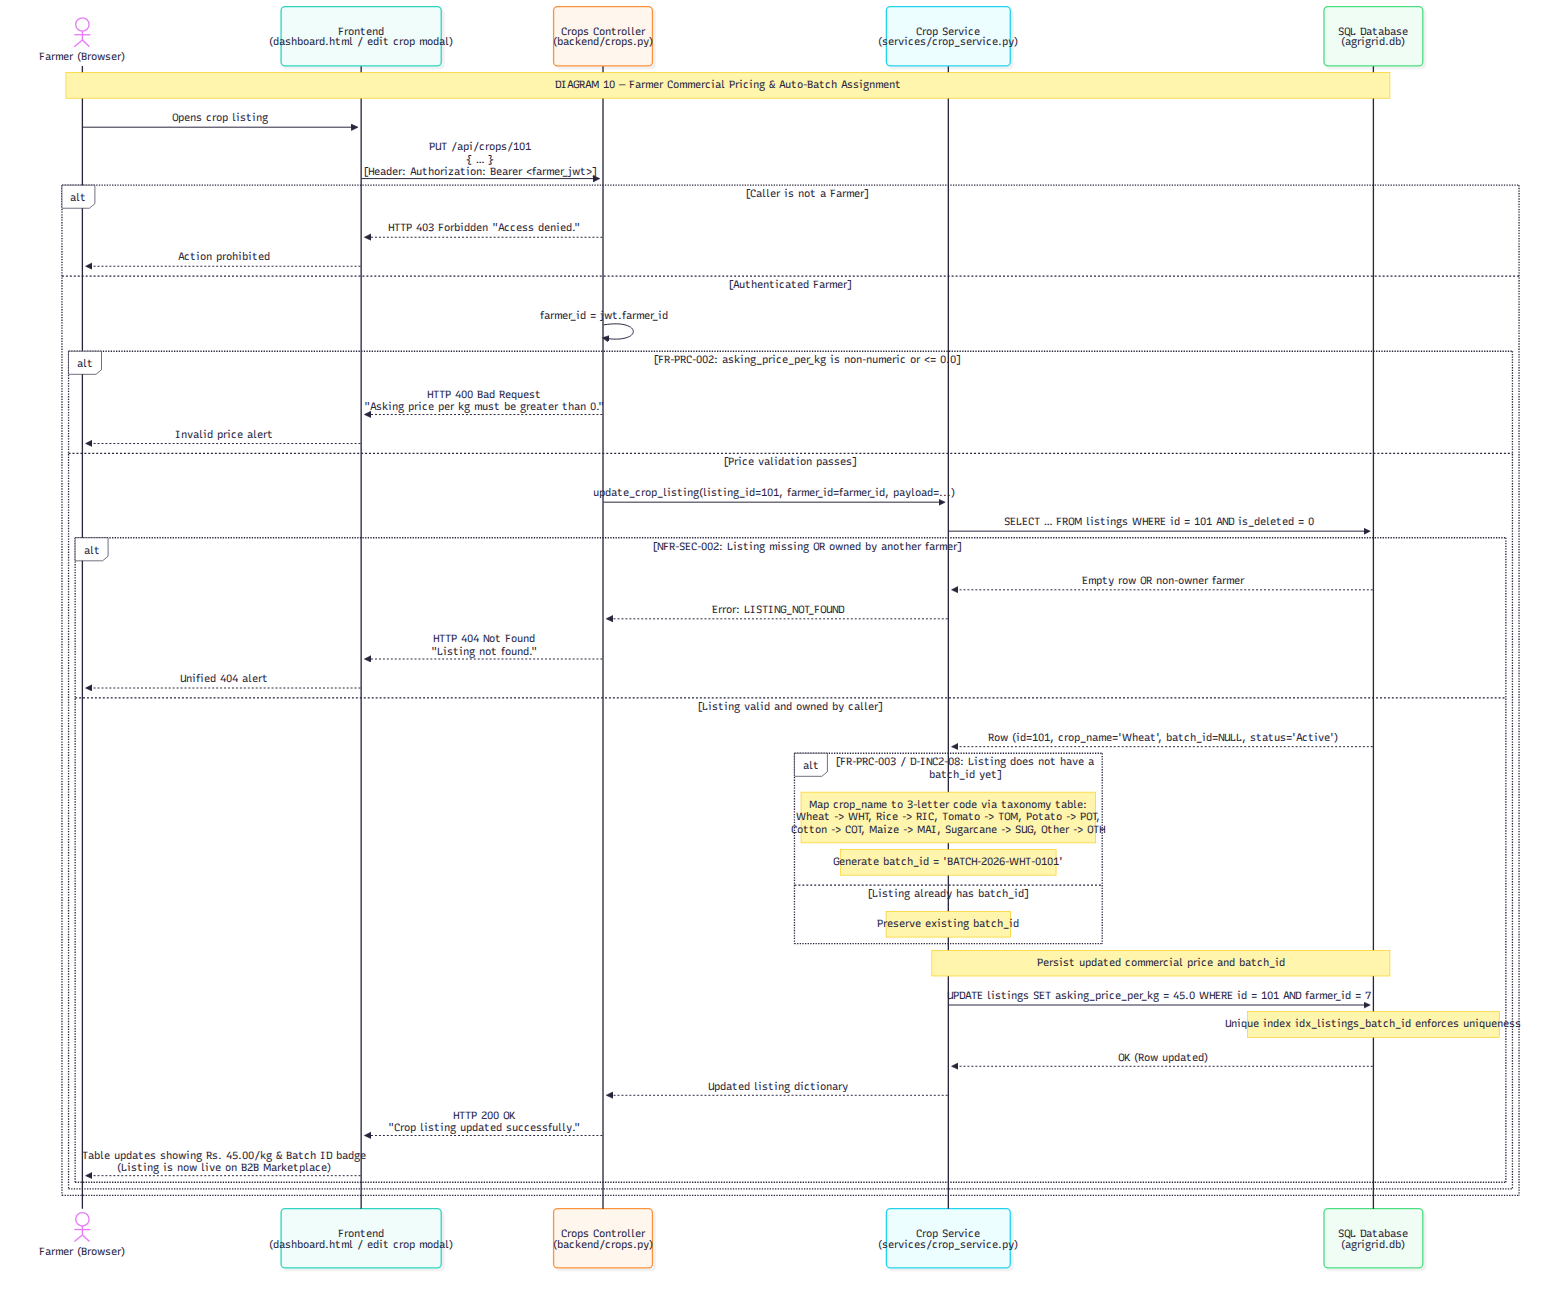 Farmer (Browser)
Frontend
(dashboard.html / edit crop modal)
Crops Controller
(backend/crops.py)
Crop Service
(services/crop_service.py)
SQL Database
(agrigrid.db)
DIAGRAM 10 — Farmer Commercial Pricing & Auto-Batch Assignment
Opens crop listing
PUT /api/crops/101
{ ... }
[Header: Authorization: Bearer <farmer_jwt>]
alt
[Caller is not a Farmer]
HTTP 403 Forbidden "Access denied."
Action prohibited
[Authenticated Farmer]
farmer_id = jwt.farmer_id
alt
[FR-PRC-002: asking_price_per_kg is non-numeric or <= 0.0]
HTTP 400 Bad Request
"Asking price per kg must be greater than 0."
Invalid price alert
[Price validation passes]
update_crop_listing(listing_id=101, farmer_id=farmer_id, payload=...)
SELECT ... FROM listings WHERE id = 101 AND is_deleted = 0
alt
[NFR-SEC-002: Listing missing OR owned by another farmer]
Empty row OR non-owner farmer
Error: LISTING_NOT_FOUND
HTTP 404 Not Found
"Listing not found."
Unified 404 alert
[Listing valid and owned by caller]
Row (id=101, crop_name='Wheat', batch_id=NULL, status='Active')
alt
[FR-PRC-003 / D-INC2-08: Listing does not have a
batch_id yet]
Map crop_name to 3-letter code via taxonomy table:
Wheat -> WHT, Rice -> RIC, Tomato -> TOM, Potato -> POT,
Cotton -> COT, Maize -> MAI, Sugarcane -> SUG, Other -> OTH
Generate batch_id = 'BATCH-2026-WHT-0101'
[Listing already has batch_id]
Preserve existing batch_id
Persist updated commercial price and batch_id
UPDATE listings SET asking_price_per_kg = 45.0 WHERE id = 101 AND farmer_id = 7
Unique index idx_listings_batch_id enforces uniqueness
OK (Row updated)
Updated listing dictionary
HTTP 200 OK
"Crop listing updated successfully."
Table updates showing Rs. 45.00/kg & Batch ID badge
(Listing is now live on B2B Marketplace)
Farmer (Browser)
Frontend
(dashboard.html / edit crop modal)
Crops Controller
(backend/crops.py)
Crop Service
(services/crop_service.py)
SQL Database
(agrigrid.db)